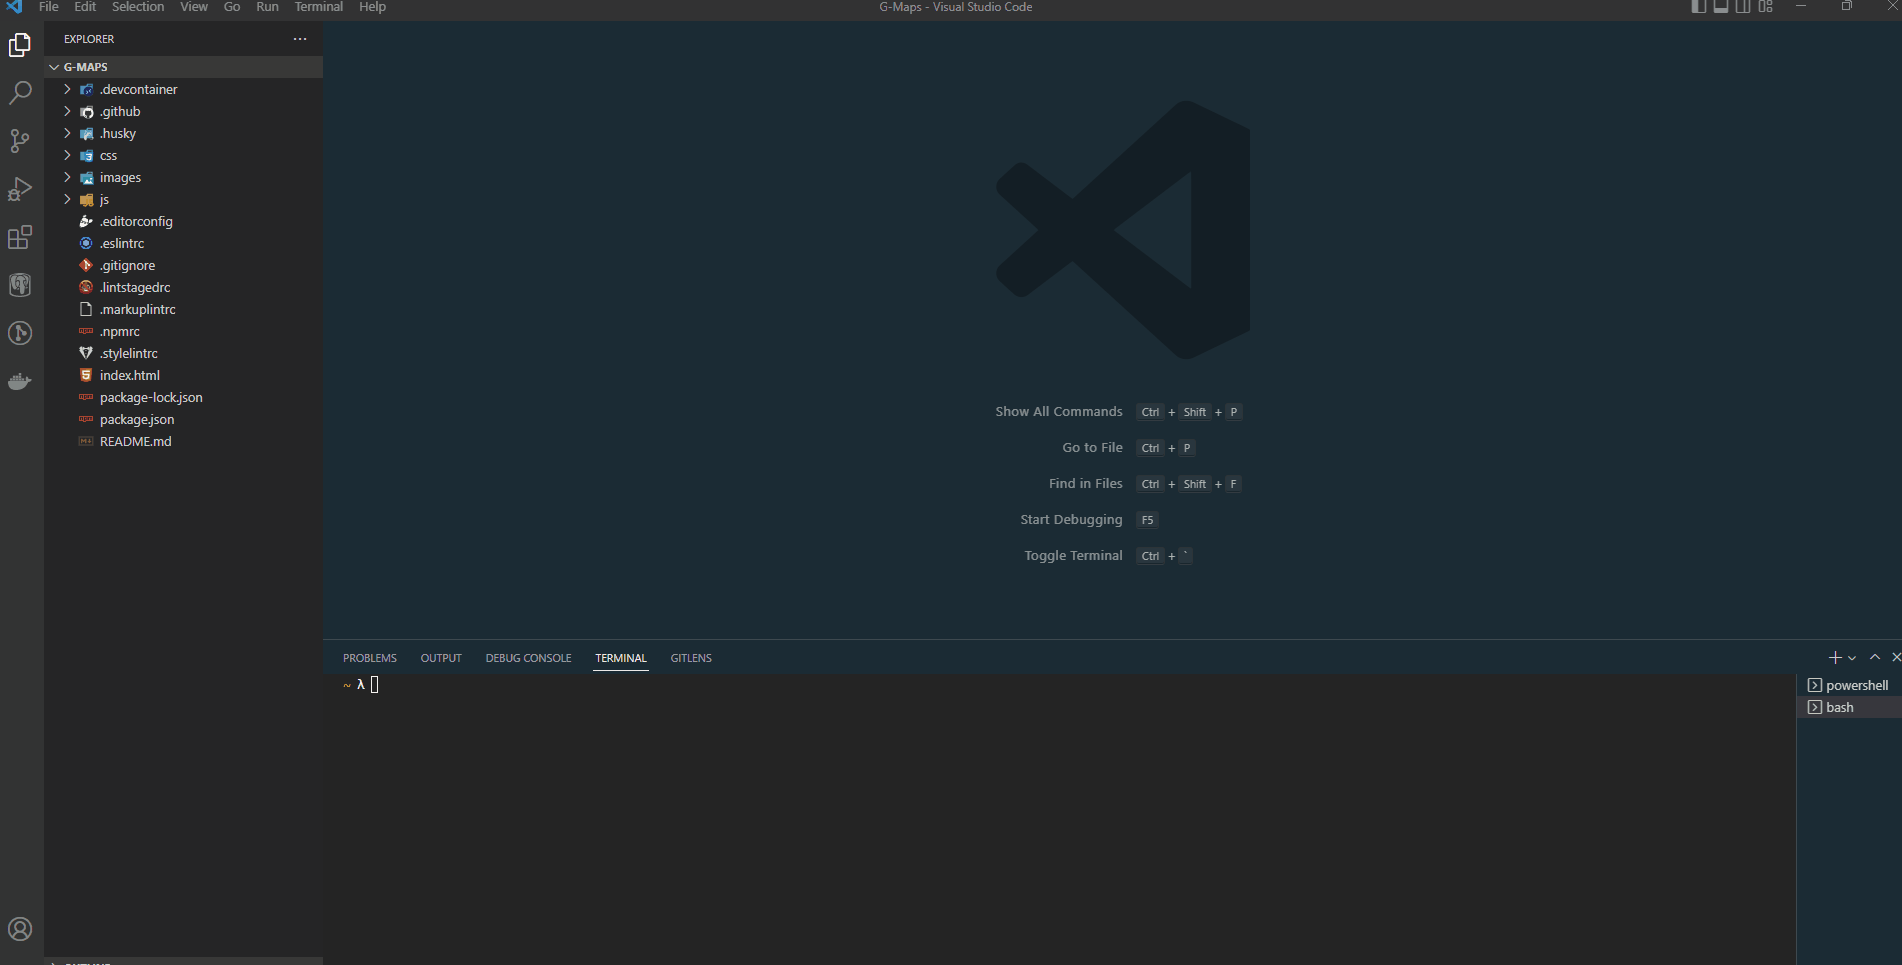 File Edit Selection View Go Run Terminal Help
G-Maps - Visual Studio Code
EXPLORER
G-MAPS
.devcontainer
.github
.husky
css
images
js
.editorconfig
.eslintrc
.gitignore
.lintstagedrc
.markuplintrc
.npmrc
.stylelintrc
index.html
package-lock.json
package.json
README.md
Show All Commands Ctrl + Shift + P
Go to File Ctrl + P
Find in Files Ctrl + Shift + F
Start Debugging F5
Toggle Terminal Ctrl + `
PROBLEMS OUTPUT DEBUG CONSOLE TERMINAL GITLENS
~ λ
powershell
bash